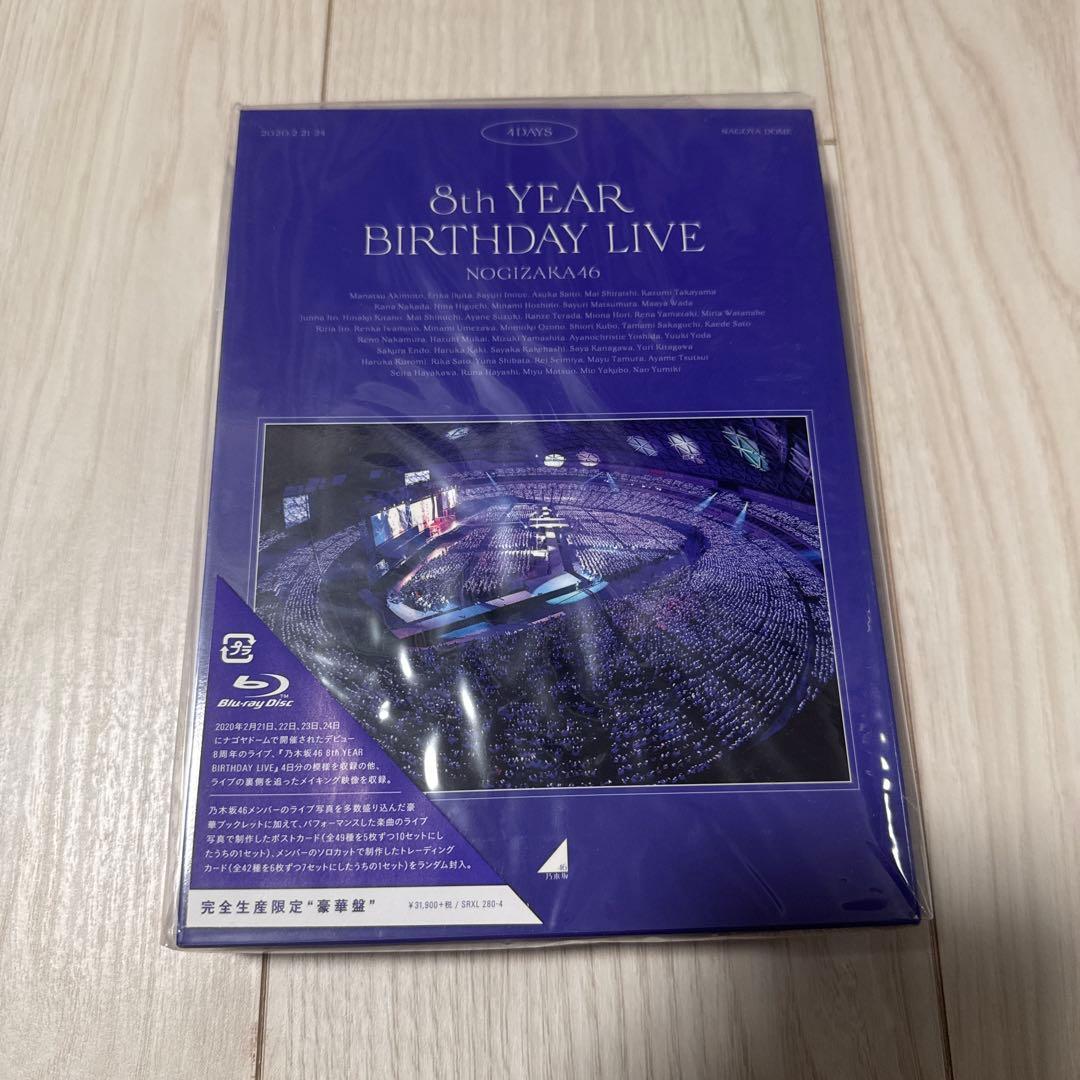 2020.2.21-24
4DAYS
NAGOYA DOME
8th YEAR
BIRTHDAY LIVE
NOGIZAKA46
Manatsu Akimoto, Erika Ikuta, Sayuri Inoue, Asuka Saito, Mai Shiraishi, Kazumi Takayama
Kana Nakada, Hina Higuchi, Minami Hoshino, Sayuri Matsumura, Maaya Wada
Junna Ito, Hinako Kitano, Mai Shinuchi, Ayane Suzuki, Ranze Terada, Miona Hori, Rena Yamazaki, Miria Watanabe
Riria Ito, Renka Iwamoto, Minami Umezawa, Momoko Ozono, Shiori Kubo, Tamami Sakaguchi, Kaede Sato
Reno Nakamura, Hazuki Mukai, Mizuki Yamashita, Ayanochristie Yoshida, Yuuki Yoda
Sakura Endo, Haruka Kaki, Sayaka Kakehashi, Saya Kanagawa, Yuri Kitagawa
Haruka Kuromi, Rika Sato, Yuna Shibata, Rei Seimiya, Mayu Tamura, Ayame Tsutsui
Seira Hayakawa, Runa Hayashi, Miyu Matsuo, Mio Yakubo, Nao Yumiki
プラ
Blu-ray Disc™
2020年2月21日、22日、23日、24日
にナゴヤドームで開催されたデビュー
8周年のライブ、『乃木坂46 8th YEAR
BIRTHDAY LIVE』4日分の模様を収録の他、
ライブの裏側を追ったメイキング映像を収録。
乃木坂46メンバーのライブ写真を多数盛り込んだ豪
華ブックレットに加えて、パフォーマンスした楽曲のライブ
写真で制作したポストカード(全49種を5枚ずつ10セットにし
たうちの1セット)、メンバーのソロカットで制作したトレーディング
カード(全42種を6枚ずつ7セットにしたうちの1セット)をランダム封入。
完全生産限定"豪華盤"
¥31,900+税 / SRXL 280-4
46
乃木坂